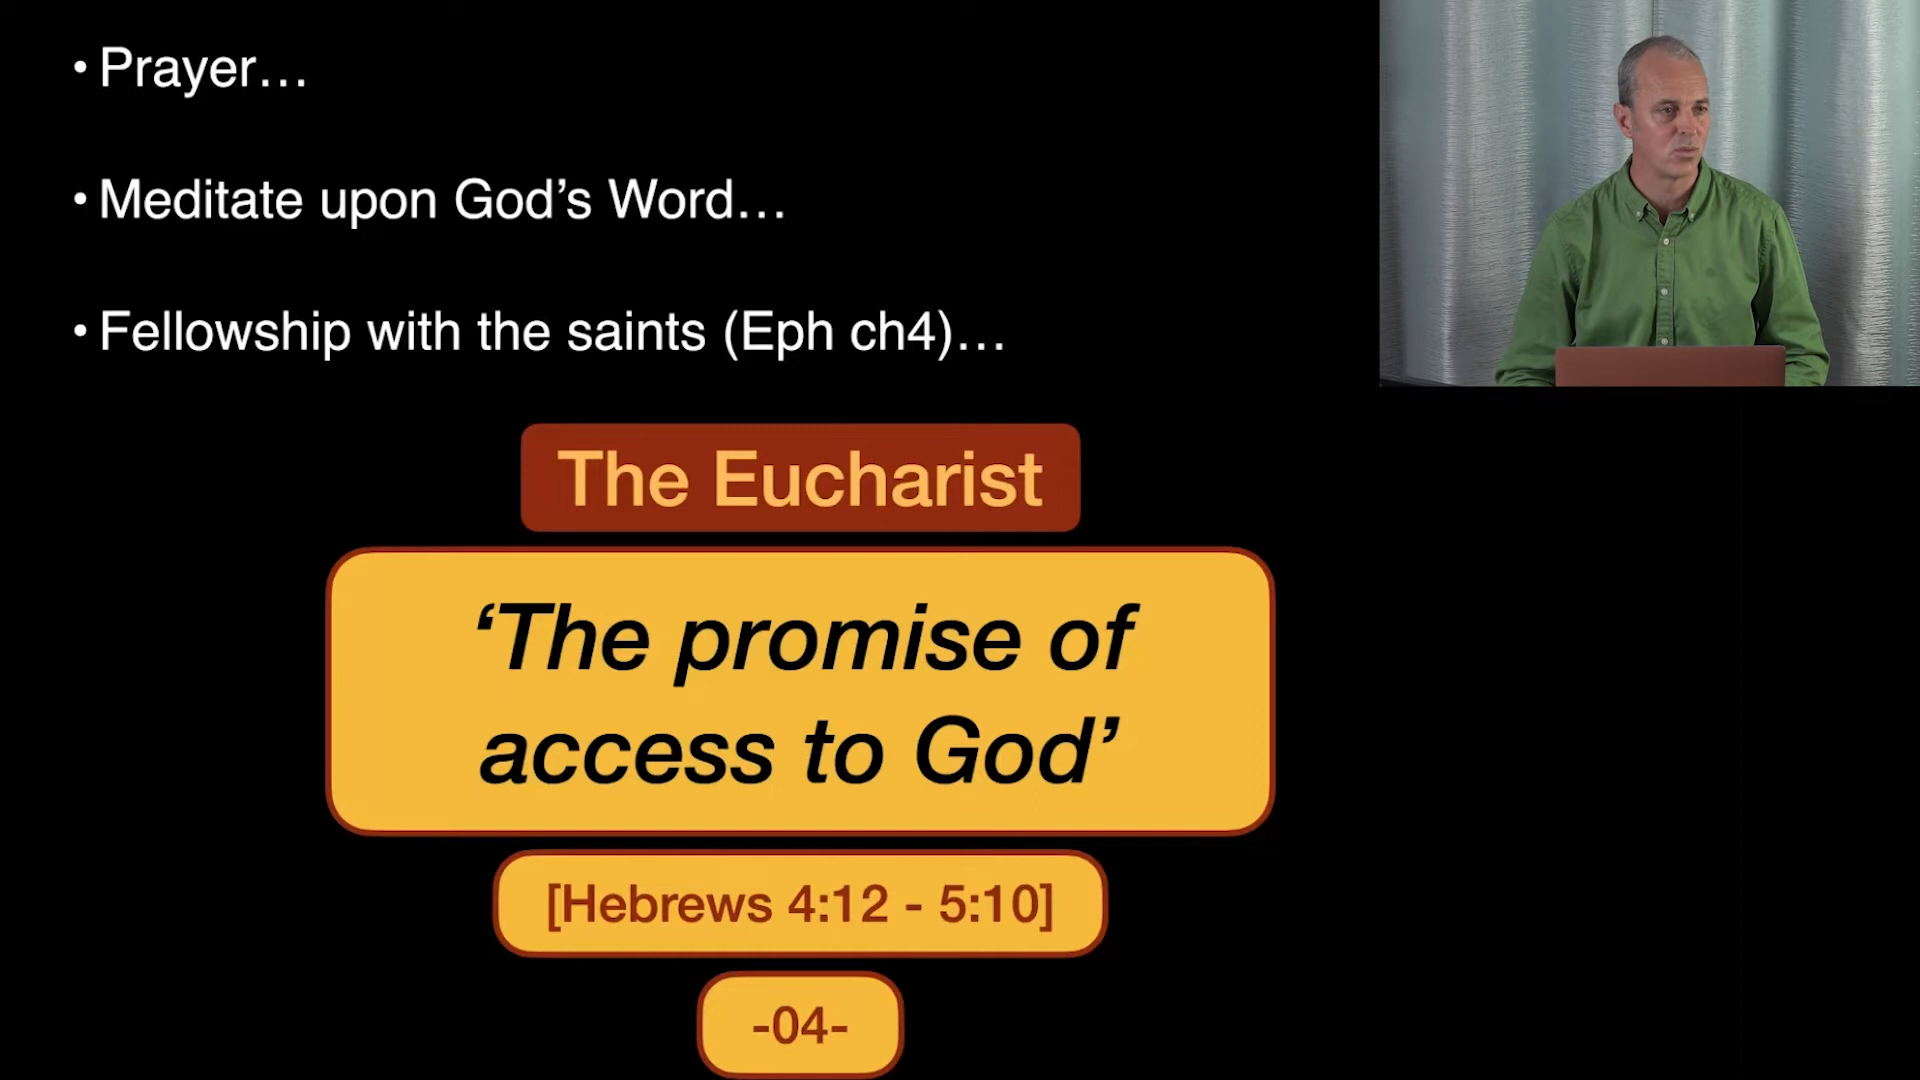 • Prayer…
• Meditate upon God’s Word…
• Fellowship with the saints (Eph ch4)…
The Eucharist
‘The promise of
access to God’
[Hebrews 4:12 - 5:10]
-04-